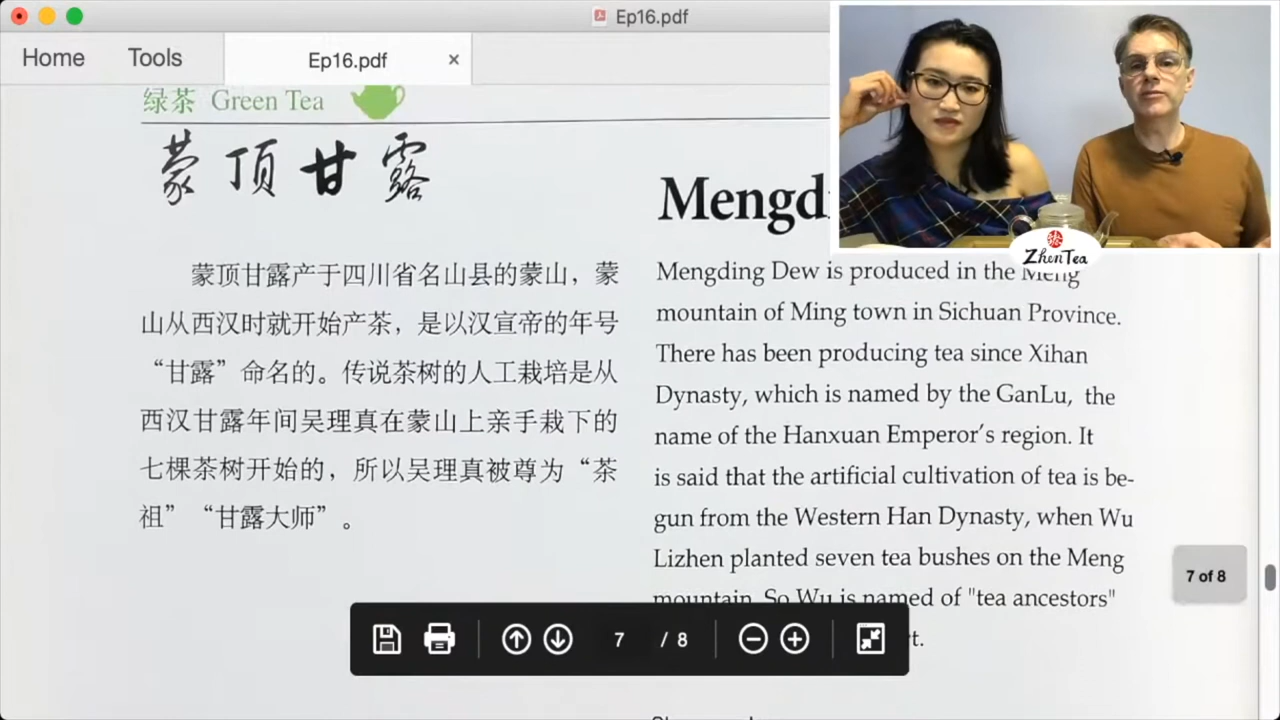 Ep16.pdf
Home
Tools
Ep16.pdf
×
绿茶 Green Tea
蒙顶甘露
蒙顶甘露产于四川省名山县的蒙山，蒙
山从西汉时就开始产茶，是以汉宣帝的年号
“甘露”命名的。传说茶树的人工栽培是从
西汉甘露年间吴理真在蒙山上亲手栽下的
七棵茶树开始的，所以吴理真被尊为“茶
祖”“甘露大师”。
Mengd
Mengding Dew is produced in the Meng
mountain of Ming town in Sichuan Province.
There has been producing tea since Xihan
Dynasty, which is named by the GanLu, the
name of the Hanxuan Emperor's region. It
is said that the artificial cultivation of tea is be-
gun from the Western Han Dynasty, when Wu
Lizhen planted seven tea bushes on the Meng
mountain. So Wu is named of "tea ancestors"
ZhenTea
7 of 8
7 / 8